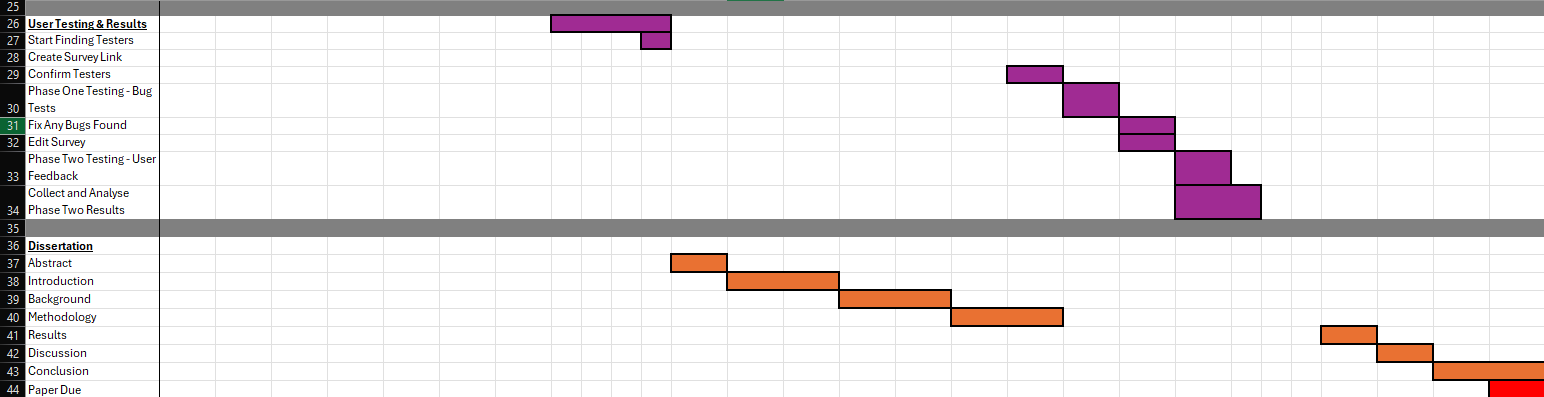 25
26 User Testing & Results
27 Start Finding Testers
28 Create Survey Link
29 Confirm Testers
Phase One Testing - Bug
30 Tests
31 Fix Any Bugs Found
32 Edit Survey
Phase Two Testing - User
33 Feedback
Collect and Analyse
34 Phase Two Results
35
36 Dissertation
37 Abstract
38 Introduction
39 Background
40 Methodology
41 Results
42 Discussion
43 Conclusion
44 Paper Due